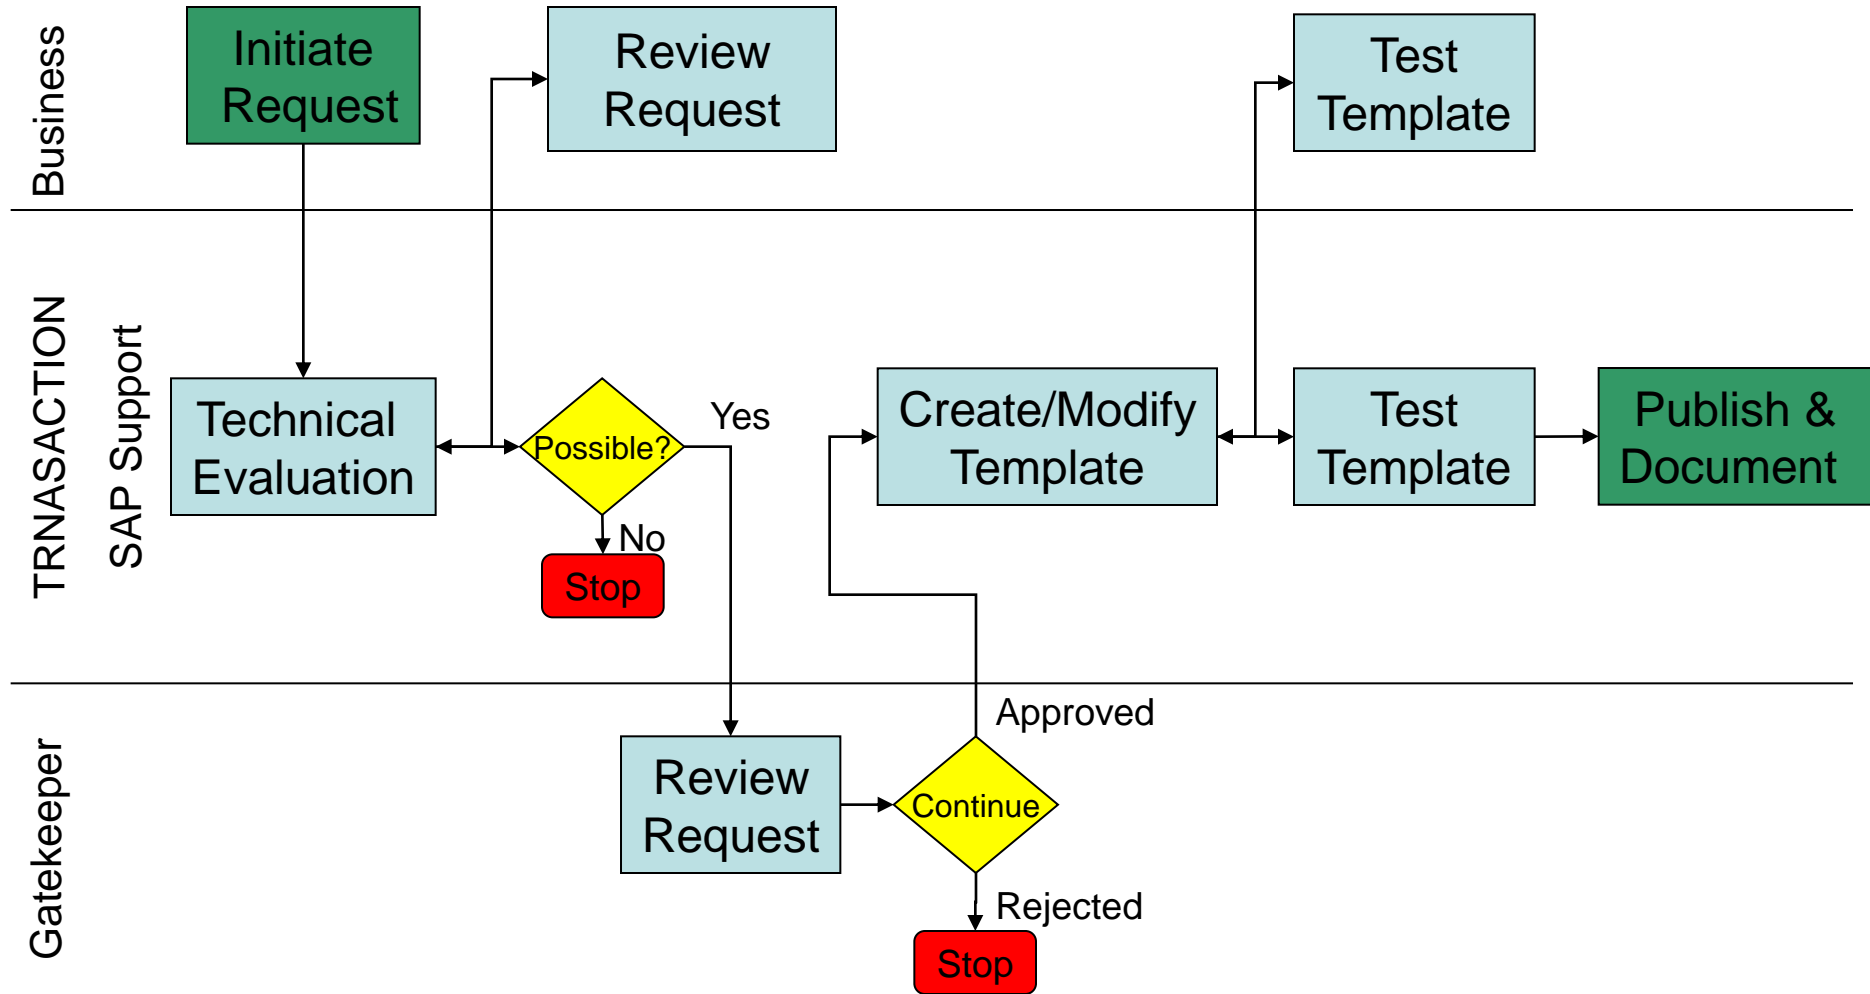 Business
Initiate
Request
Review
Request
Test
Template
TRNASACTION
SAP Support
Technical
Evaluation
Possible?
Yes
No
Stop
Create/Modify
Template
Test
Template
Publish &
Document
Gatekeeper
Review
Request
Continue
Approved
Rejected
Stop